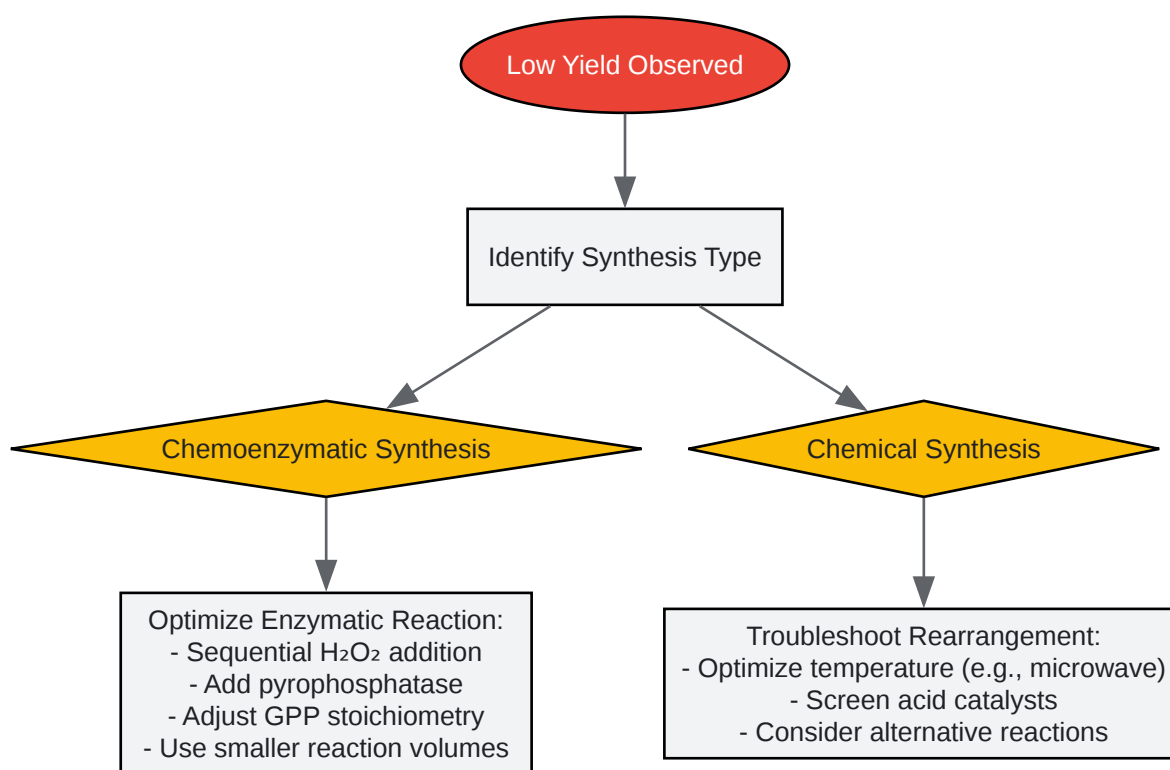 Low Yield Observed
Identify Synthesis Type
Chemoenzymatic Synthesis
Chemical Synthesis
Optimize Enzymatic Reaction:
- Sequential H₂O₂ addition
- Add pyrophosphatase
- Adjust GPP stoichiometry
- Use smaller reaction volumes
Troubleshoot Rearrangement:
- Optimize temperature (e.g., microwave)
- Screen acid catalysts
- Consider alternative reactions